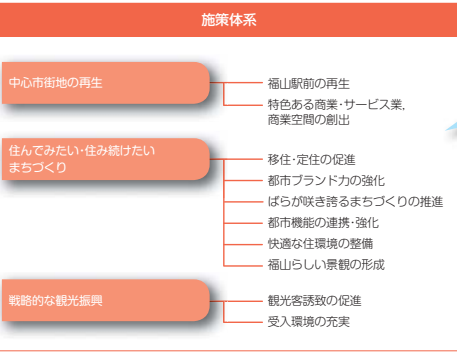 施策体系
中心市街地の再生
福山駅前の再生
特色ある商業・サービス業、
商業空間の創出
住んでみたい・住み続けたい
まちづくり
移住・定住の促進
都市ブランド力の強化
ばらが咲き誇るまちづくりの推進
都市機能の連携・強化
快適な住環境の整備
福山らしい景観の形成
戦略的な観光振興
観光客誘致の促進
受入環境の充実